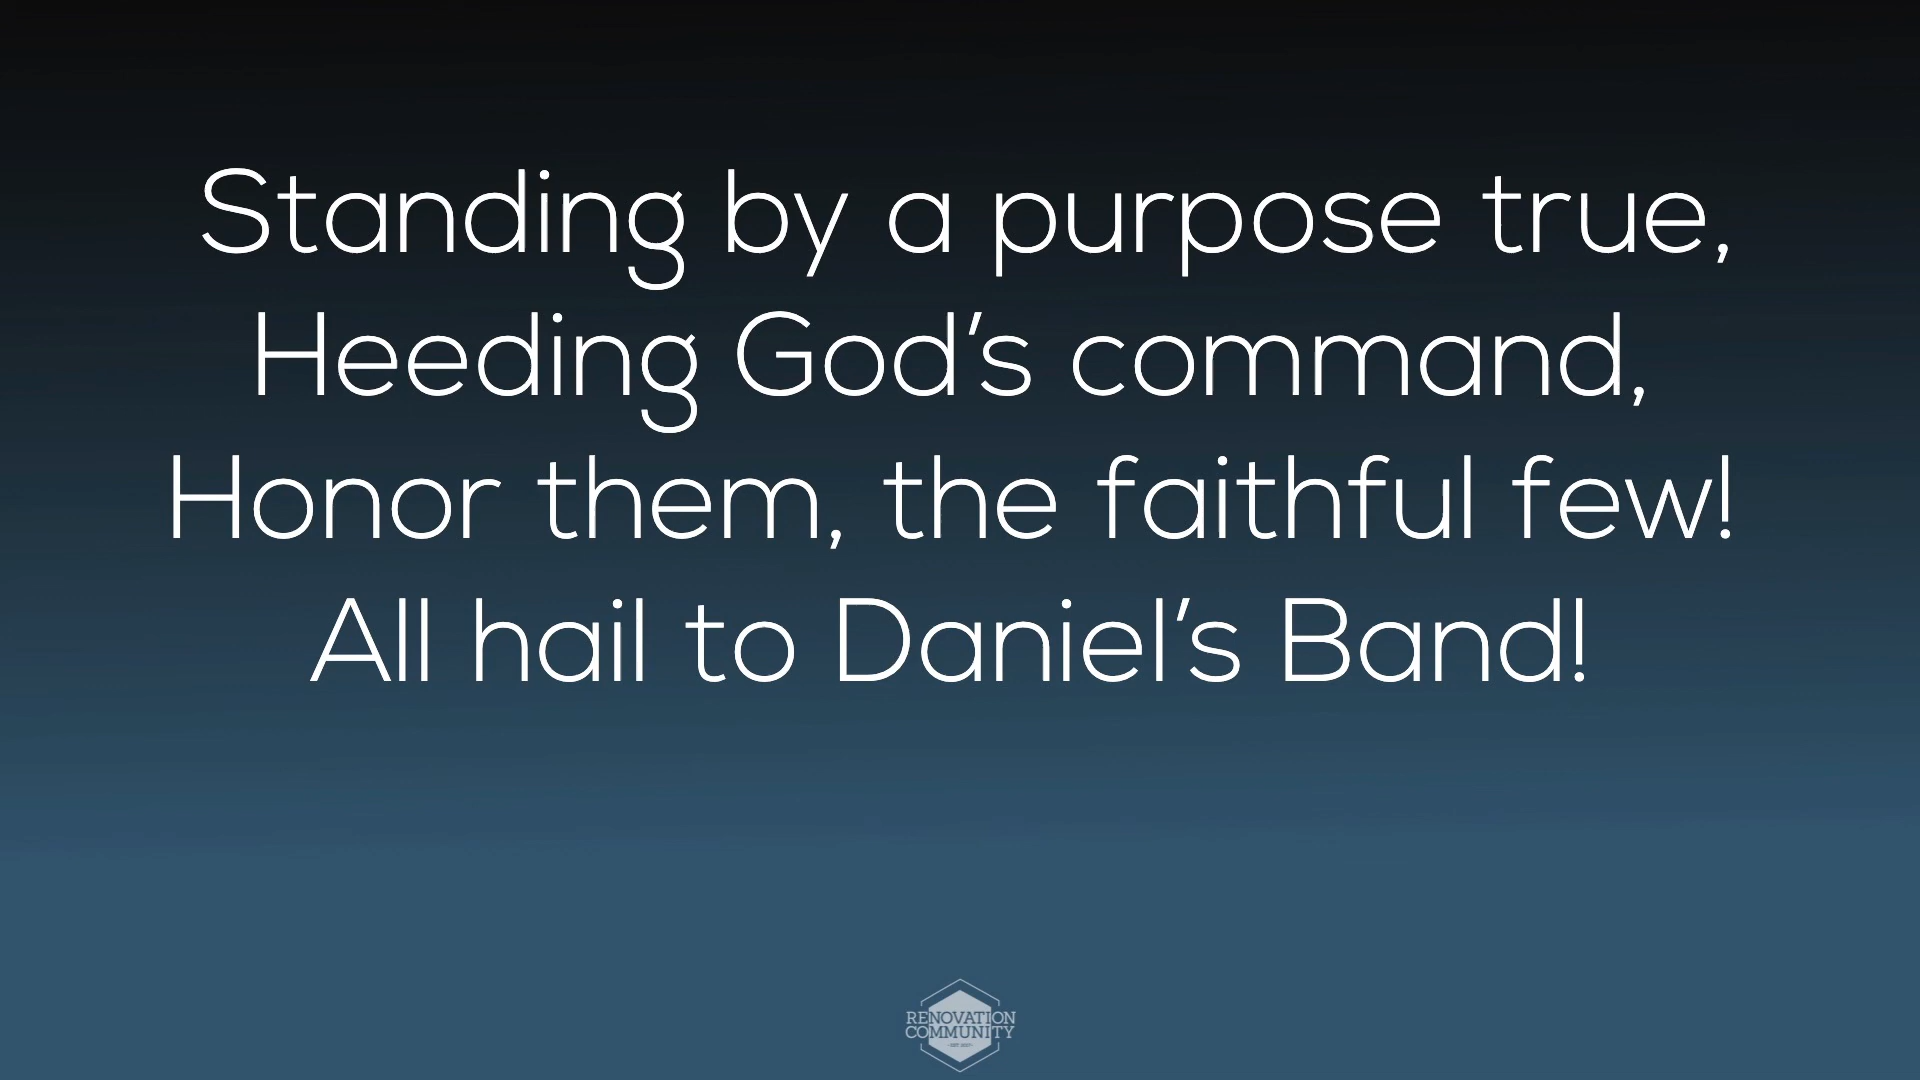 Standing by a purpose true,
Heeding God’s command,
Honor them, the faithful few!
All hail to Daniel’s Band!
RENOVATION
COMMUNITY